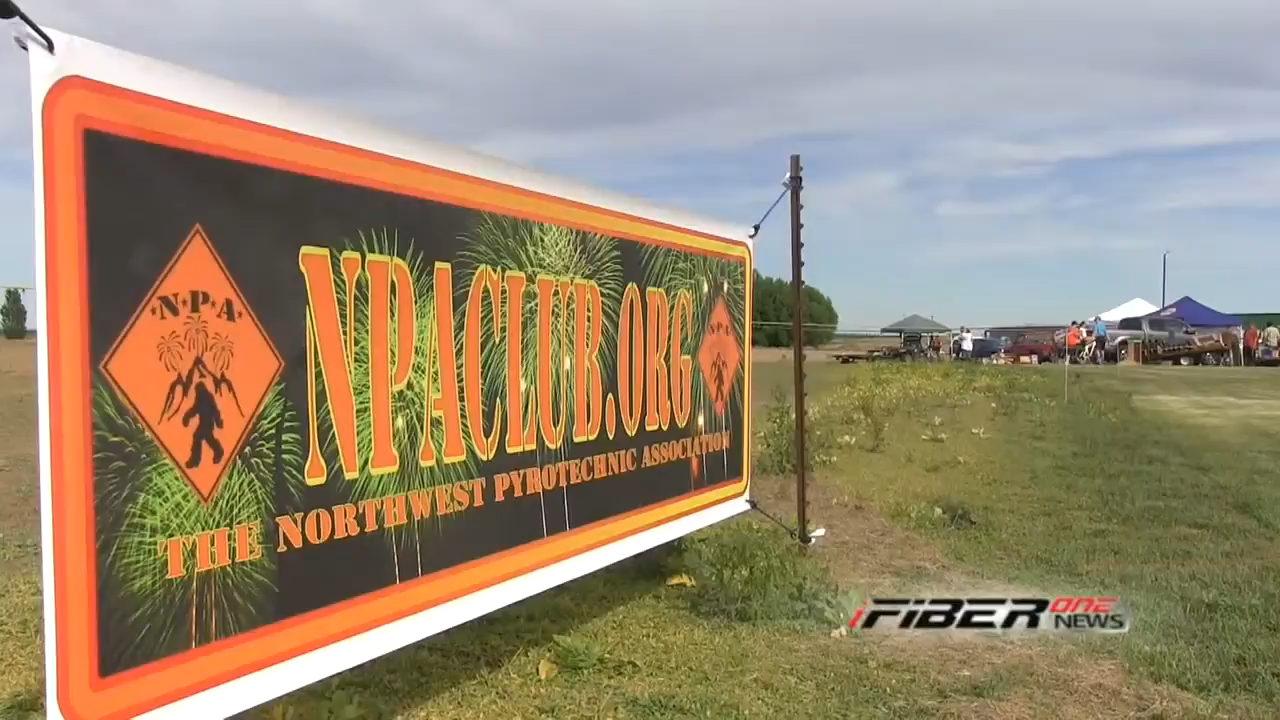 N★P★A
NPACLUB.ORG
N.P.A
THE NORTHWEST PYROTECHNIC ASSOCIATION
iFIBER ONE
NEWS